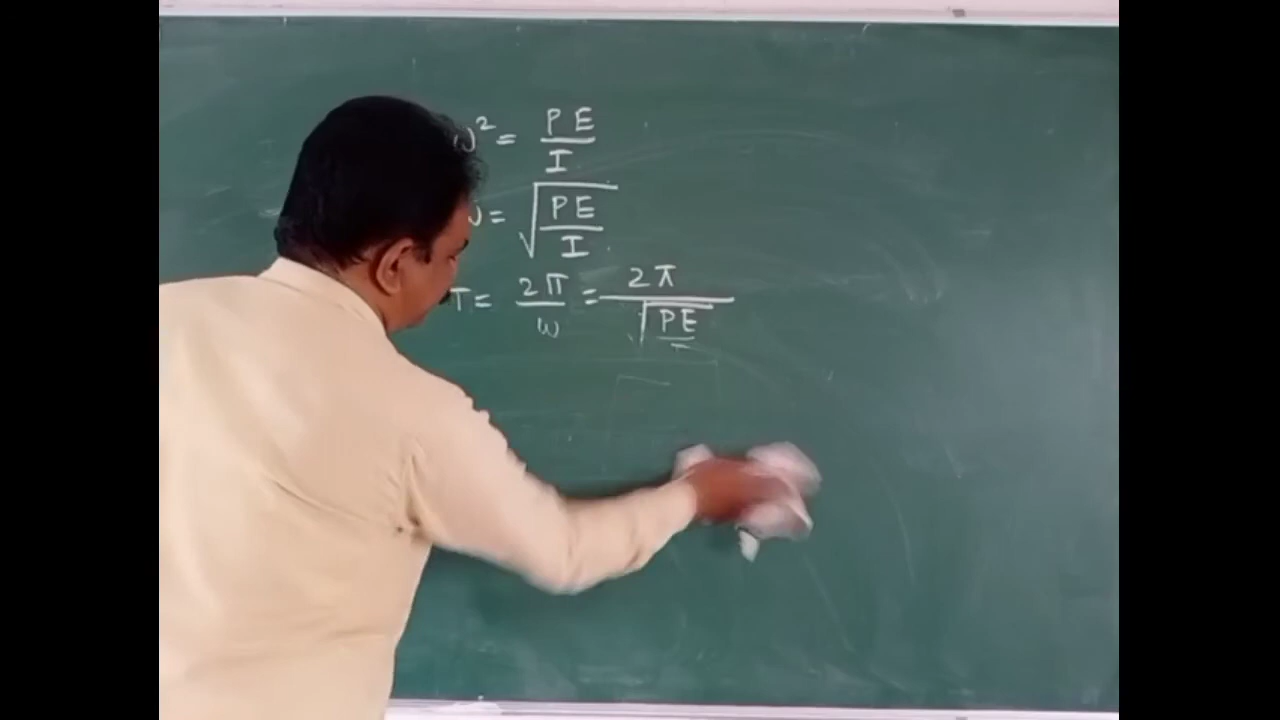 ω² = PE/I
ω = √(PE/I)
T = 2π/ω = 2π/√(PE/I)